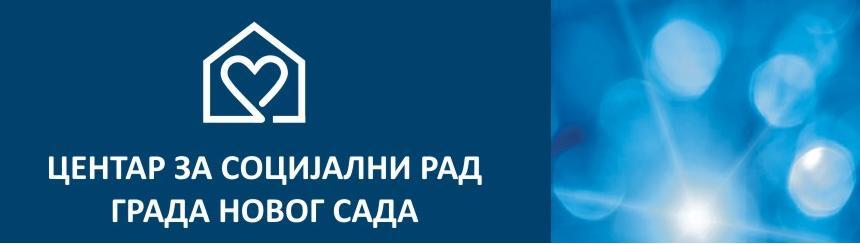 ЦЕНТАР ЗА СОЦИЈАЛНИ РАД
ГРАДА НОВОГ САДА